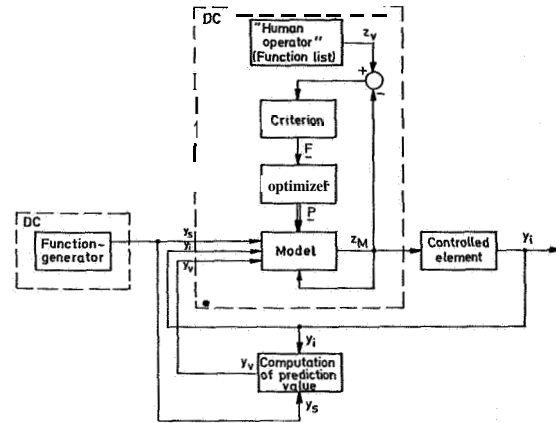 DC
"Human
operator"
(Function list)
z_v
+
-
Criterion
F
optimizer
P
DC
Function-
generator
y_s
y_i
y_v
Model
z_M
Controlled
element
y_i
y_i
y_v
Computation
of prediction
value
y_s